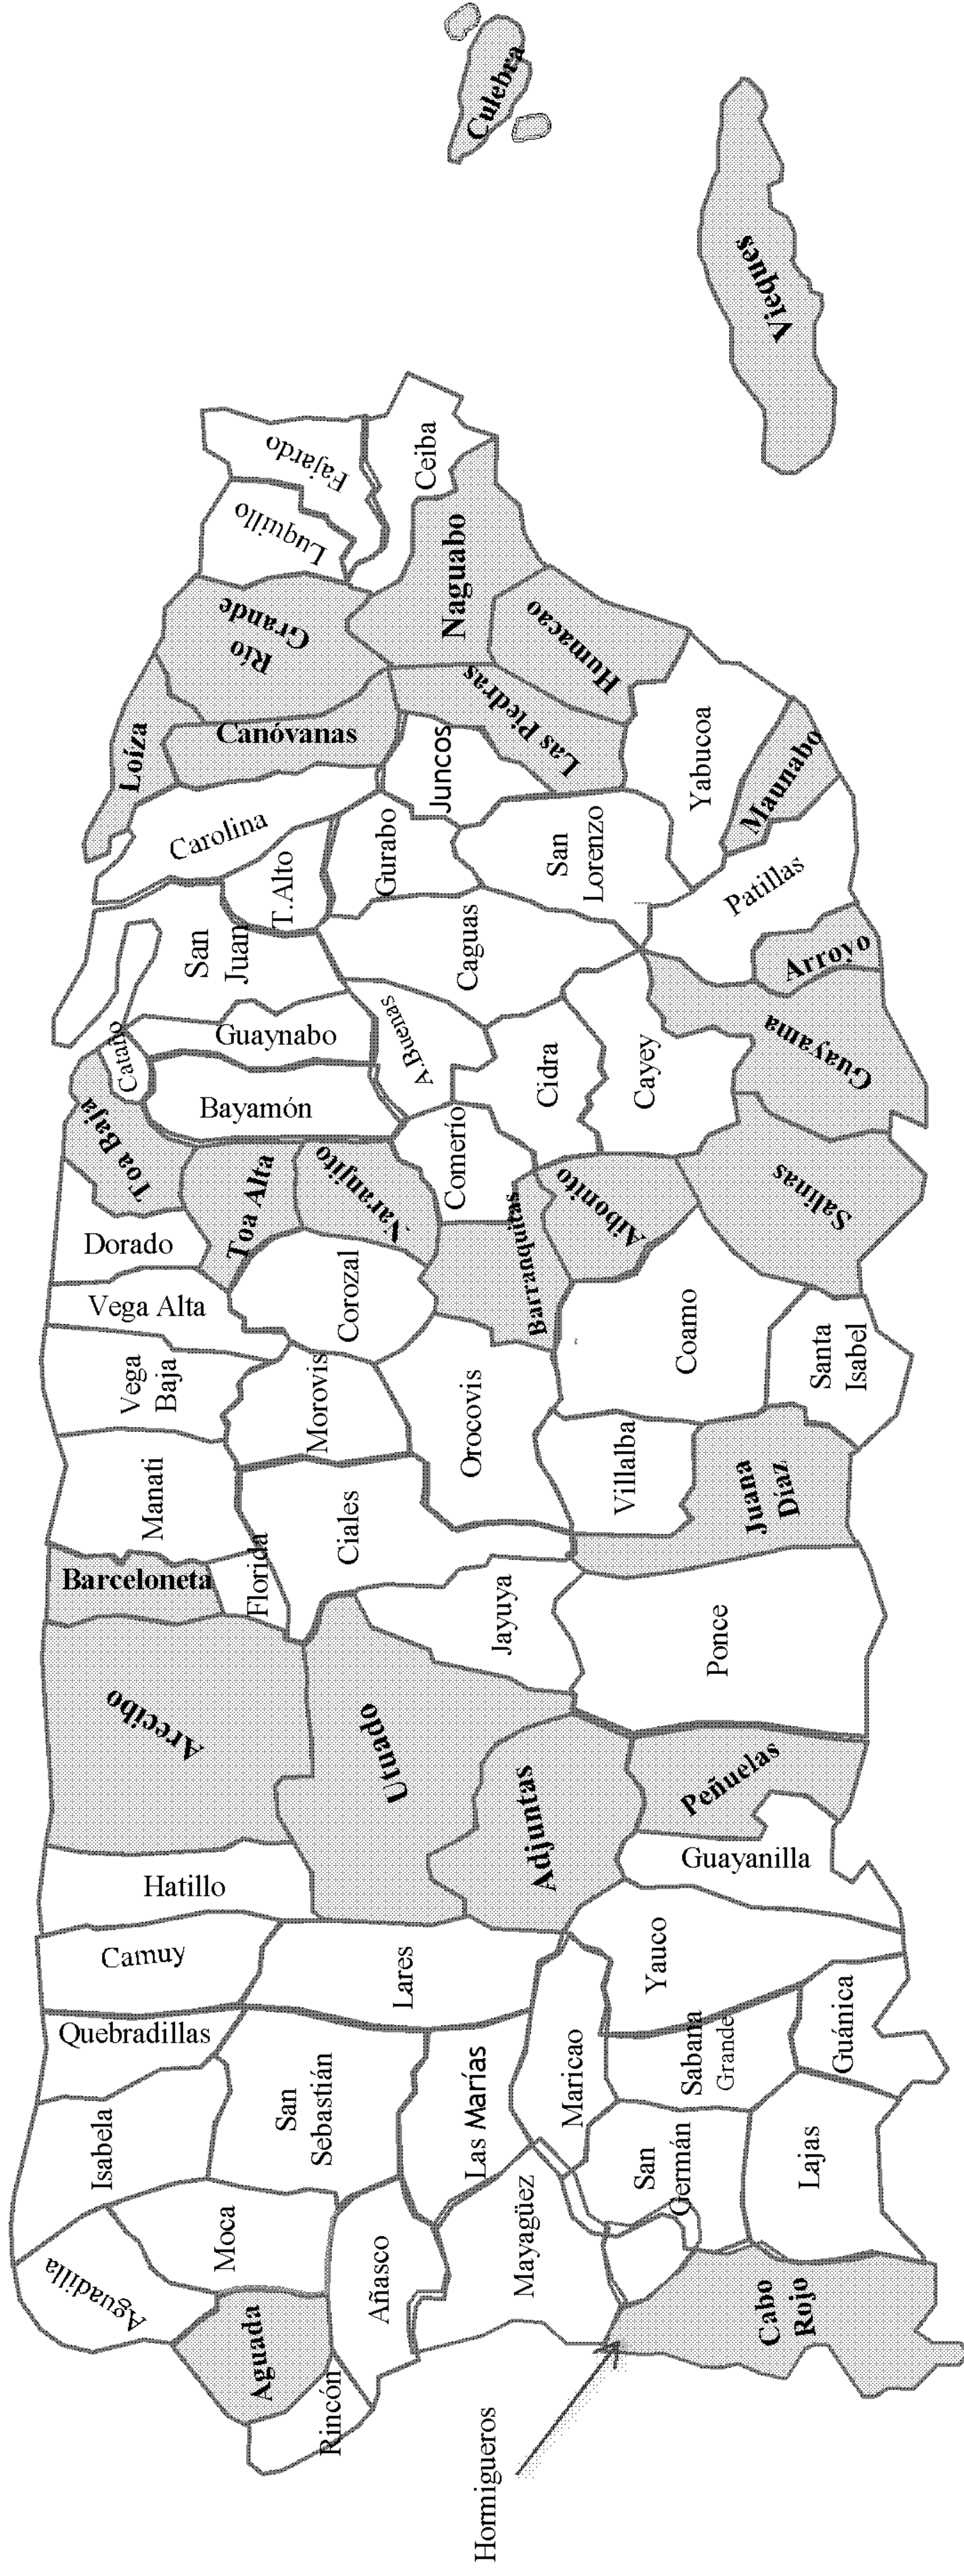 Aguadilla
Isabela
Quebradillas
Camuy
Hatillo
Arecibo
Barceloneta
Manati
Vega
Baja
Vega Alta
Dorado
Toa Baja
Cataño
Aguada
Moca
San
Sebastián
Lares
Utuado
Florida
Ciales
Morovis
Corozal
Toa Alta
Naranjito
Bayamón
Guaynabo
San
Juan
T.Alto
Carolina
Loíza
Canóvanas
Río
Grande
Luquillo
Fajardo
Ceiba
Culebra
Rincón
Añasco
Las Marías
Mayagüez
Maricao
Adjuntas
Jayuya
Orocovis
Barranquitas
Comerío
A.Buenas
Cidra
Caguas
Gurabo
Juncos
Las Piedras
Naguabo
Humacao
Vieques
Hormigueros
San
Germán
Sabana
Grande
Yauco
Guayanilla
Peñuelas
Ponce
Villalba
Juana
Díaz
Coamo
Aibonito
Cayey
San
Lorenzo
Yabucoa
Cabo
Rojo
Lajas
Guánica
Santa
Isabel
Salinas
Guayama
Arroyo
Patillas
Maunabo